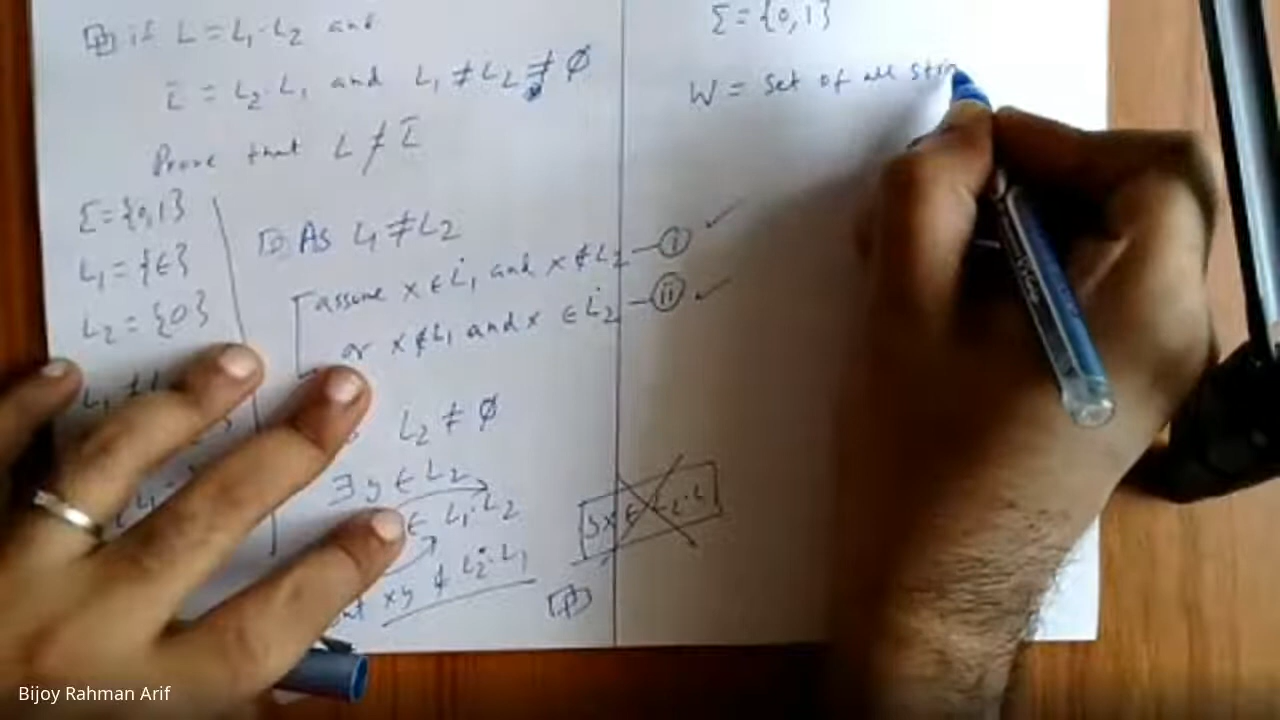 if L = L₁·L₂ and
L̄ = L₂·L₁ and L₁ ≠ L₂ ≠ ∅
Prove that L ≠ L̄
Σ = {0,1}
L₁ = {ε}
L₂ = {0}
As L₁ ≠ L₂
assume x ∈ L₁ and x ∉ L₂ — (i) ✓
or x ∉ L₁ and x ∈ L₂ — (ii) ✓
L₂ ≠ ∅
∃ y ∈ L₂
∈ L₁·L₂
xy ∉ L₂·L₁
Σ = {0,1}
W = set of all
Bijoy Rahman Arif